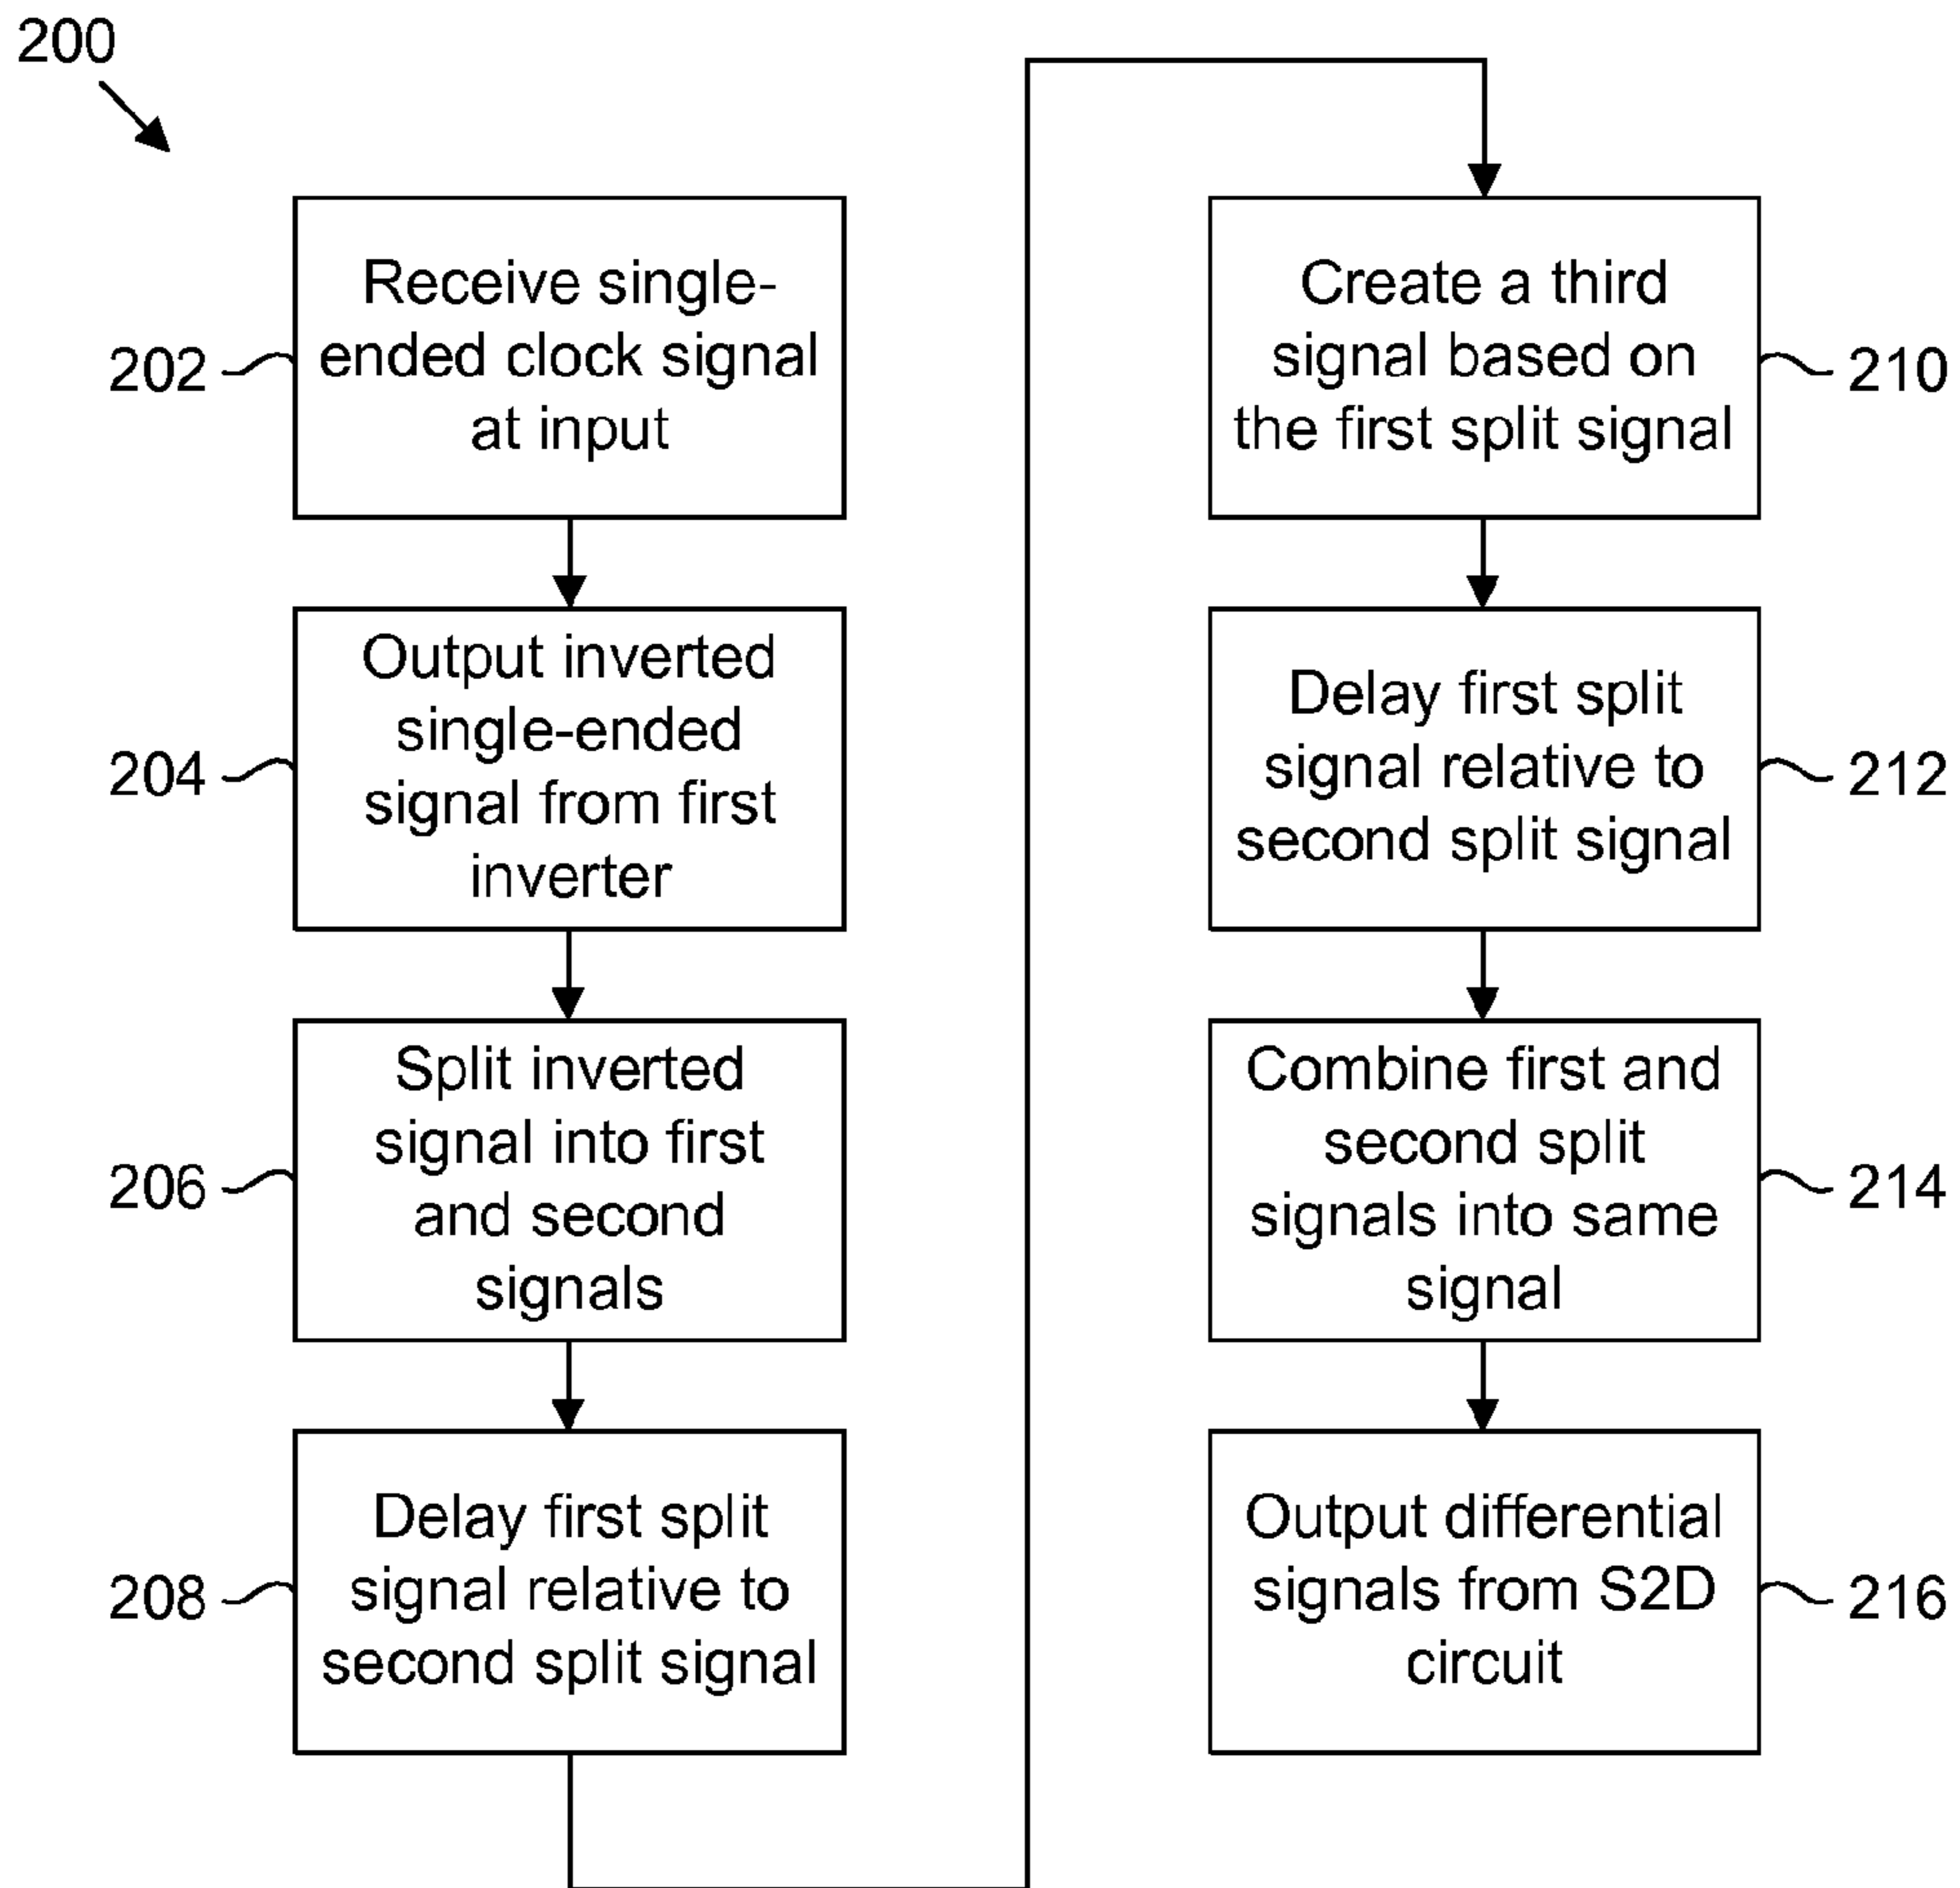 200
202
Receive single-
ended clock signal
at input
204
Output inverted
single-ended
signal from first
inverter
206
Split inverted
signal into first
and second
signals
208
Delay first split
signal relative to
second split signal
Create a third
signal based on
the first split signal
210
Delay first split
signal relative to
second split signal
212
Combine first and
second split
signals into same
signal
214
Output differential
signals from S2D
circuit
216